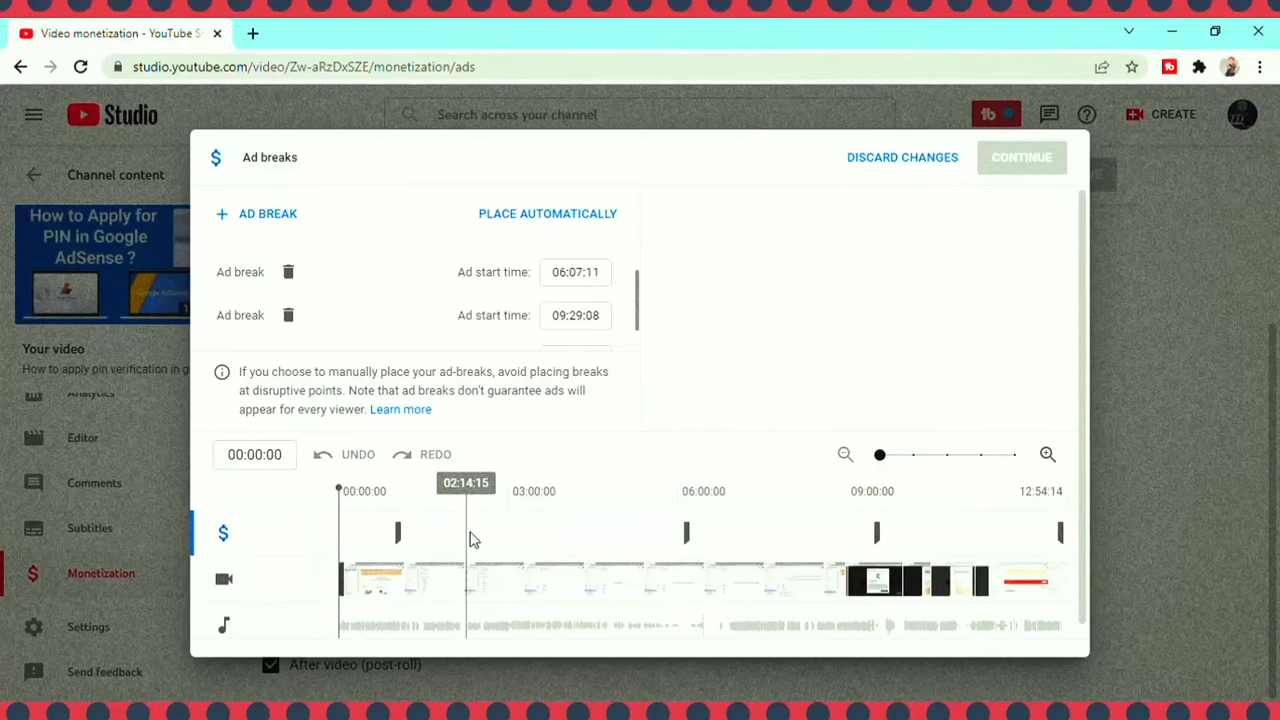 Video monetization - YouTube S
studio.youtube.com/video/Zw-aRzDxSZE/monetization/ads
Studio
Search across your channel
tb
CREATE
Channel content
Ad breaks
DISCARD CHANGES
CONTINUE
+ AD BREAK
PLACE AUTOMATICALLY
How to Apply for
PIN in Google
AdSense ?
Ad break
Ad start time:
06:07:11
Ad break
Ad start time:
09:29:08
Your video
How to apply pin verification in g
If you choose to manually place your ad-breaks, avoid placing breaks
at disruptive points. Note that ad breaks don't guarantee ads will
appear for every viewer. Learn more
Analytics
Editor
Comments
Subtitles
Monetization
Settings
Send feedback
00:00:00
UNDO
REDO
02:14:15
00:00:00
03:00:00
06:00:00
09:00:00
12:54:14
After video (post-roll)